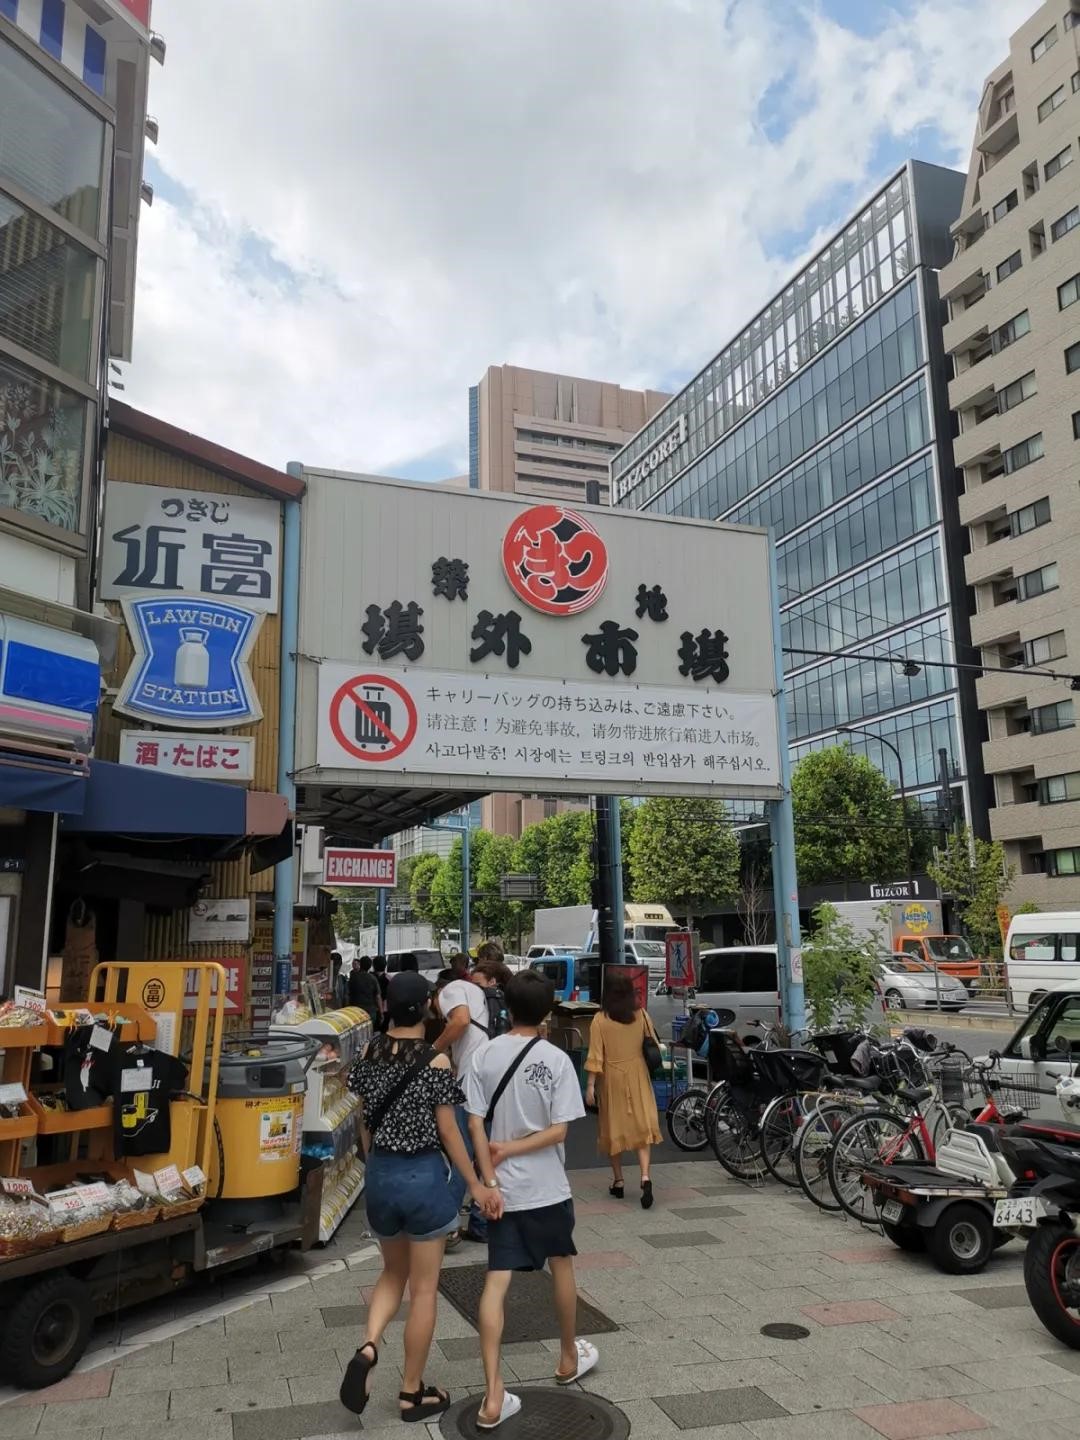 つきじ
近富
LAWSON
STATION
酒・たばこ
築地
場外市場
キャリーバッグの持ち込みは、ご遠慮下さい。
请注意！为避免事故，请勿带进旅行箱进入市场。
사고다발중! 시장에는 트렁크의 반입삼가 해주십시오.
BIZCORE
EXCHANGE
BIZCOR
富
1500
1000
64-43